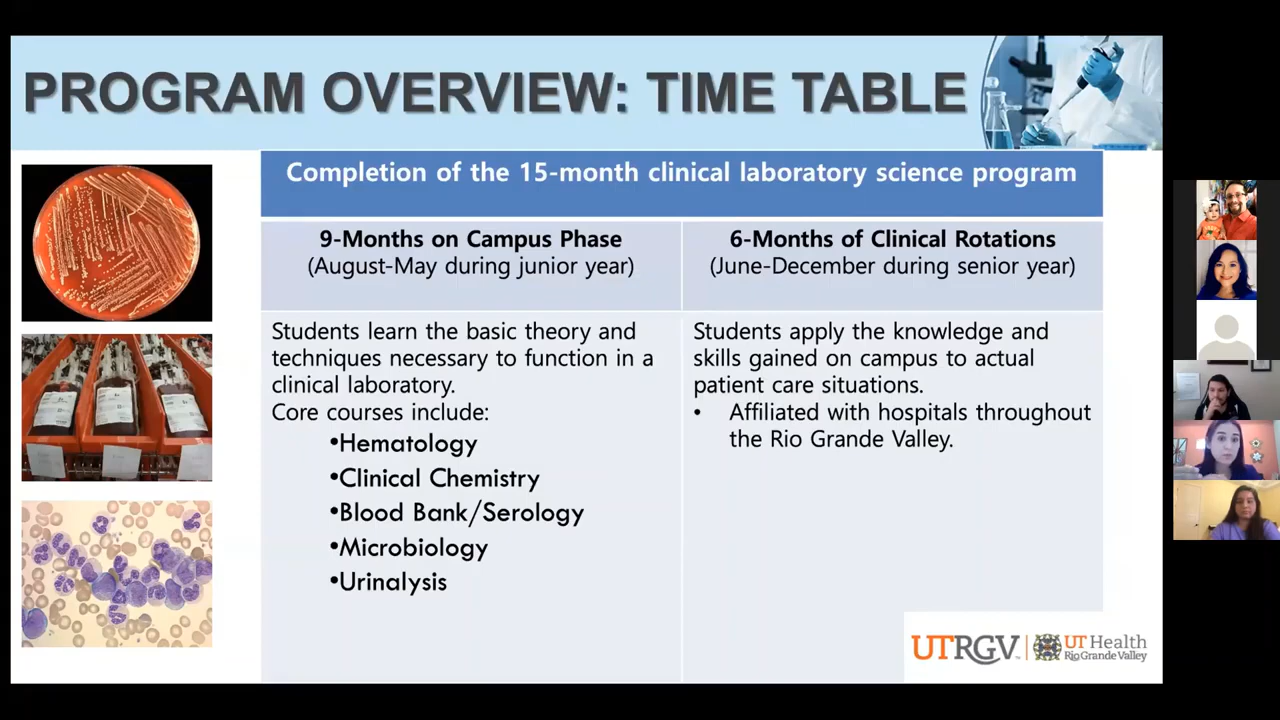 PROGRAM OVERVIEW: TIME TABLE
Completion of the 15-month clinical laboratory science program
9-Months on Campus Phase
(August-May during junior year)
6-Months of Clinical Rotations
(June-December during senior year)
Students learn the basic theory and
techniques necessary to function in a
clinical laboratory.
Core courses include:
•Hematology
•Clinical Chemistry
•Blood Bank/Serology
•Microbiology
•Urinalysis
Students apply the knowledge and
skills gained on campus to actual
patient care situations.
• Affiliated with hospitals throughout
the Rio Grande Valley.
UTRGV
UT Health
Rio Grande Valley